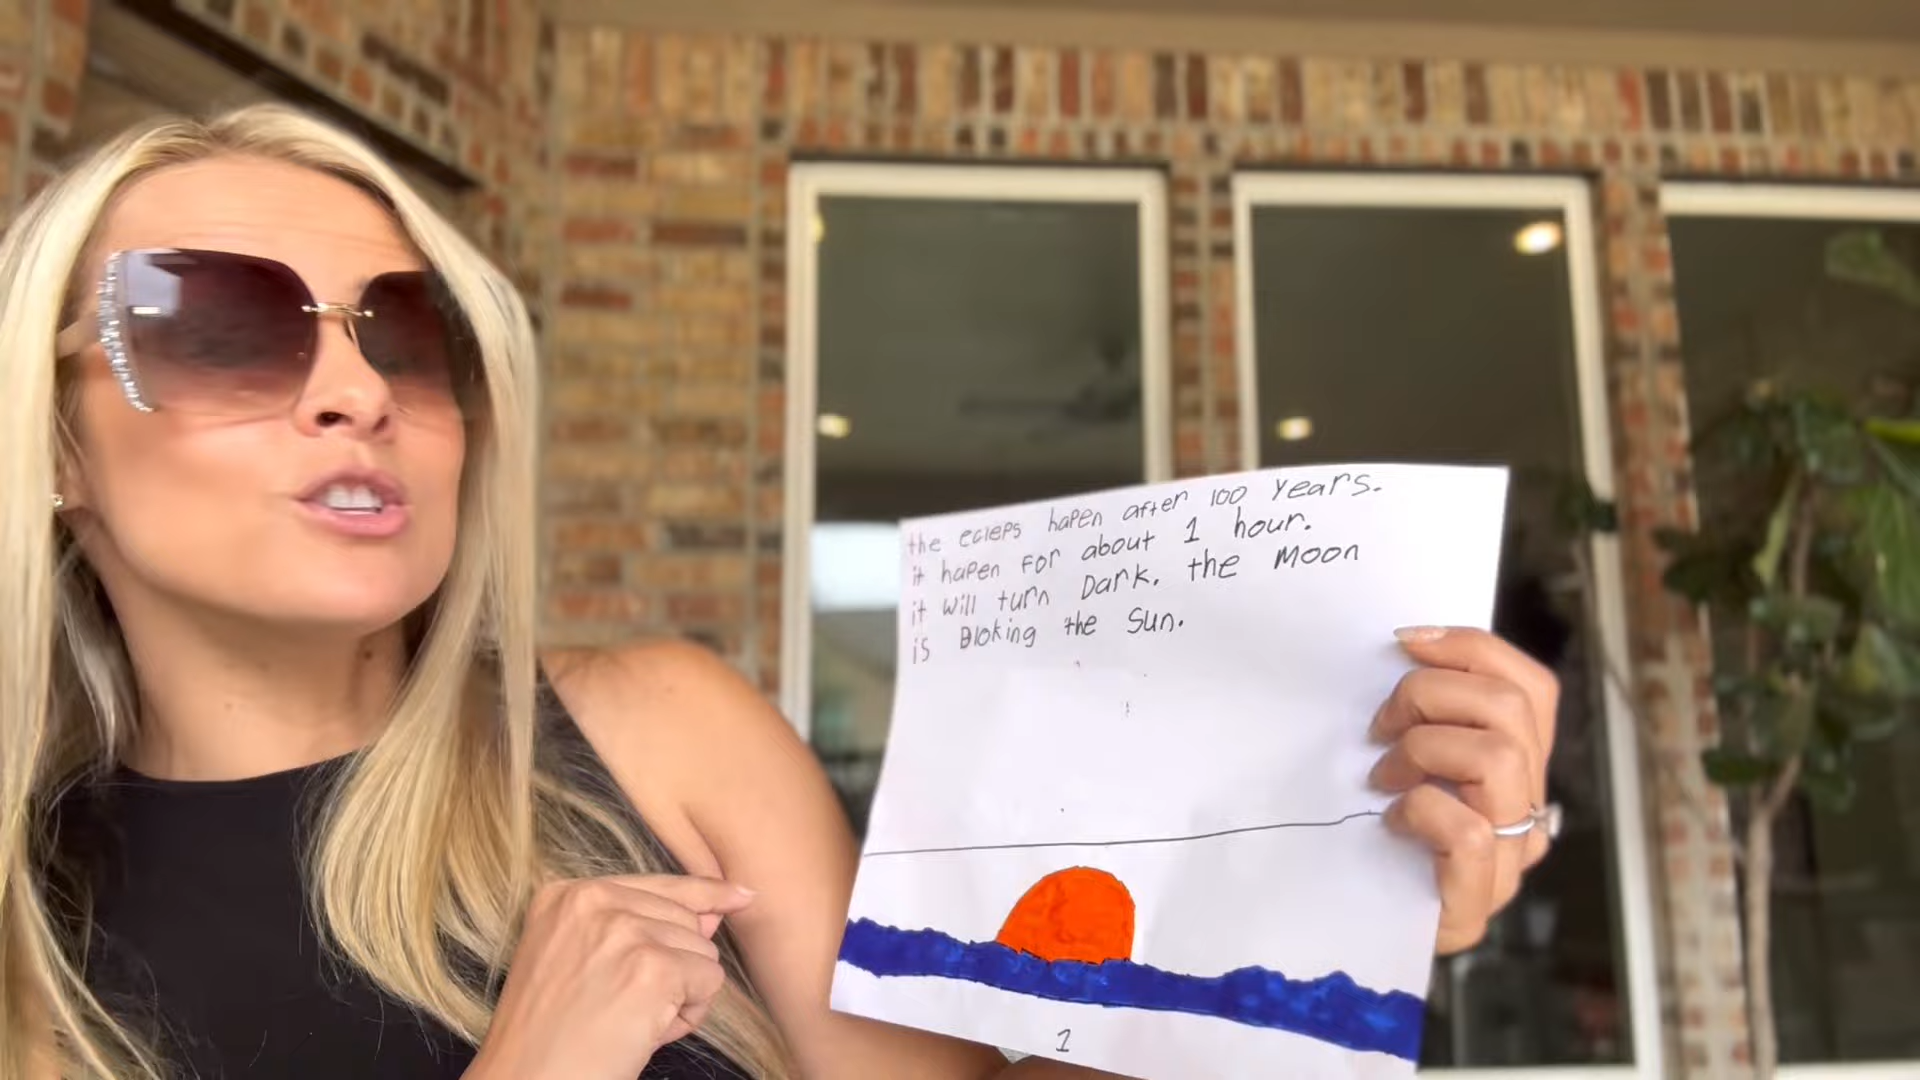 the ecleps hapen after 100 years.
it hapen for about 1 hour.
it will turn Dark. the moon
is Bloking the Sun.
1